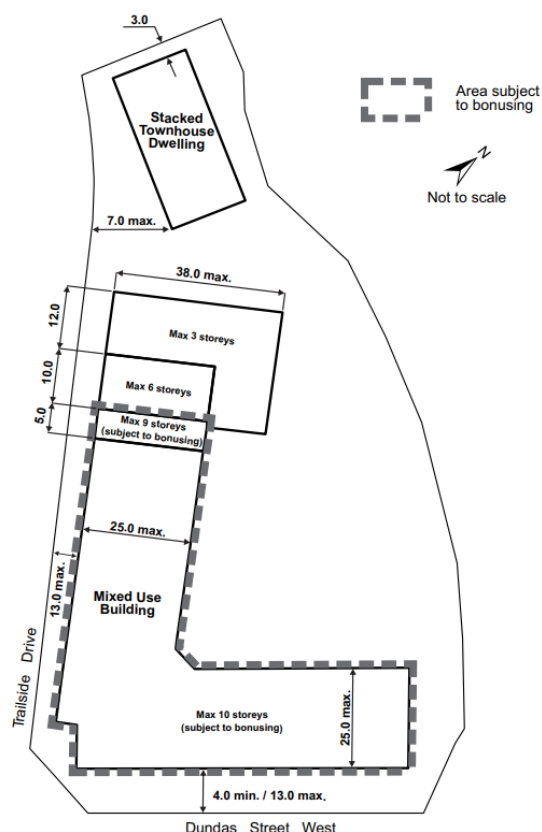 3.0
Area subject
to bonusing
Stacked
Townhouse
Dwelling
N
Not to scale
7.0 max.
38.0 max.
12.0
Max 3 storeys
10.0
Max 6 storeys
5.0
Max 9 storeys
(subject to bonusing)
25.0 max.
13.0 max.
Mixed Use
Building
Trailside Drive
Max 10 storeys
(subject to bonusing)
25.0 max.
4.0 min. / 13.0 max.
Dundas Street West